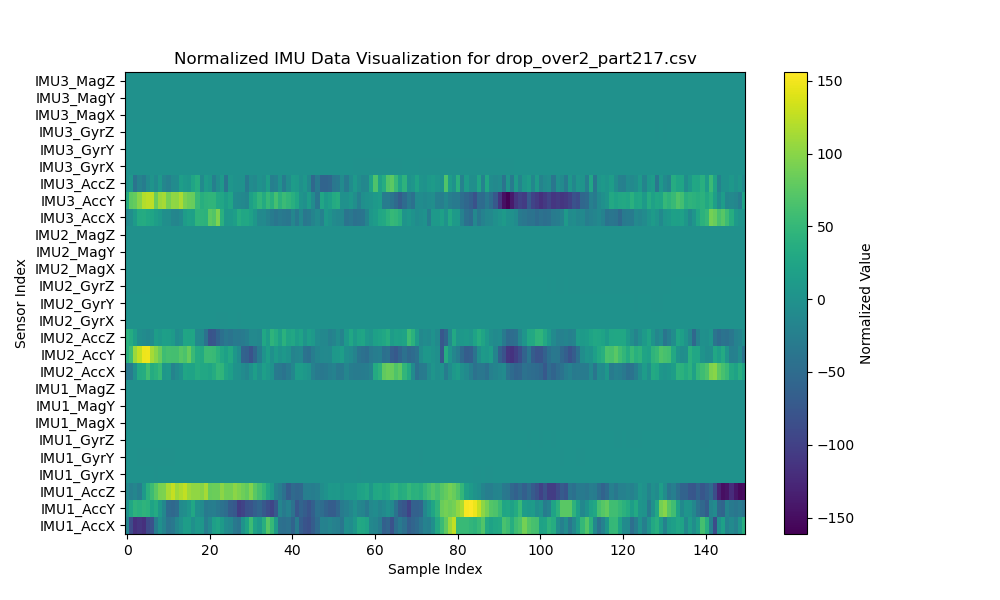 Normalized IMU Data Visualization for drop_over2_part217.csv
IMU3_MagZ
IMU3_MagY
IMU3_MagX
IMU3_GyrZ
IMU3_GyrY
IMU3_GyrX
IMU3_AccZ
IMU3_AccY
IMU3_AccX
IMU2_MagZ
IMU2_MagY
IMU2_MagX
IMU2_GyrZ
IMU2_GyrY
IMU2_GyrX
IMU2_AccZ
IMU2_AccY
IMU2_AccX
IMU1_MagZ
IMU1_MagY
IMU1_MagX
IMU1_GyrZ
IMU1_GyrY
IMU1_GyrX
IMU1_AccZ
IMU1_AccY
IMU1_AccX
Sensor Index
0 20 40 60 80 100 120 140
Sample Index
150
100
50
0
−50
−100
−150
Normalized Value